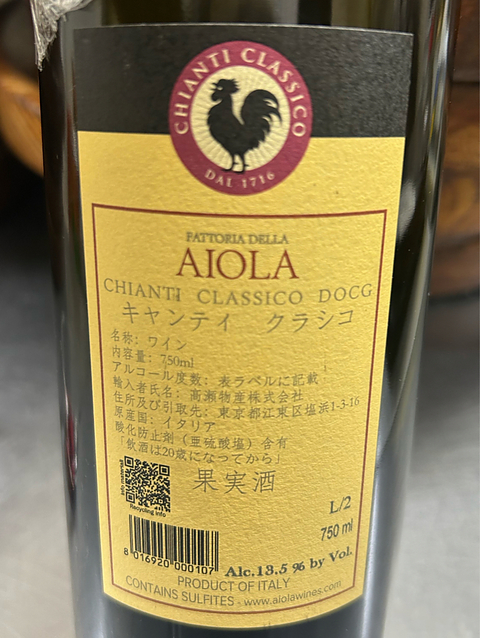 CHIANTI CLASSICO
DAL 1716
FATTORIA DELLA
AIOLA
CHIANTI CLASSICO DOCG
キャンティ クラシコ
名称: ワイン
内容量: 750ml
アルコール度数: 表ラベルに記載
輸入者氏名: 高瀬物産株式会社
住所及び引取先: 東京都江東区塩浜1-3-16
原産国: イタリア
酸化防止剤 (亜硫酸塩) 含有
「飲酒は20歳になってから」
果実酒
info material
Recycling info
L/2
750 ml
8 016920 000107
Alc.13.5 % by Vol.
PRODUCT OF ITALY
CONTAINS SULFITES - www.aiolawines.com